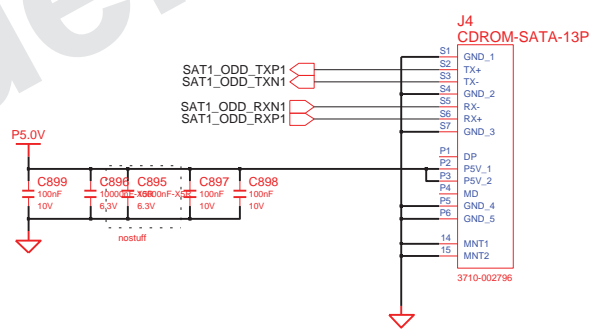 J4
CDROM-SATA-13P
S1 GND_1
SAT1_ODD_TXP1 S2 TX+
SAT1_ODD_TXN1 S3 TX-
S4 GND_2
SAT1_ODD_RXN1 S5 RX-
SAT1_ODD_RXP1 S6 RX+
S7 GND_3
P5.0V
P1 DP
P2 P5V_1
P3 P5V_2
P4 MD
P5 GND_4
P6 GND_5
C899 C896 C895 C897 C898
100nF 100nF 100nF
10V 6.3V 6.3V 10V 10V
nostuff
14 MNT1
15 MNT2
3710-002796